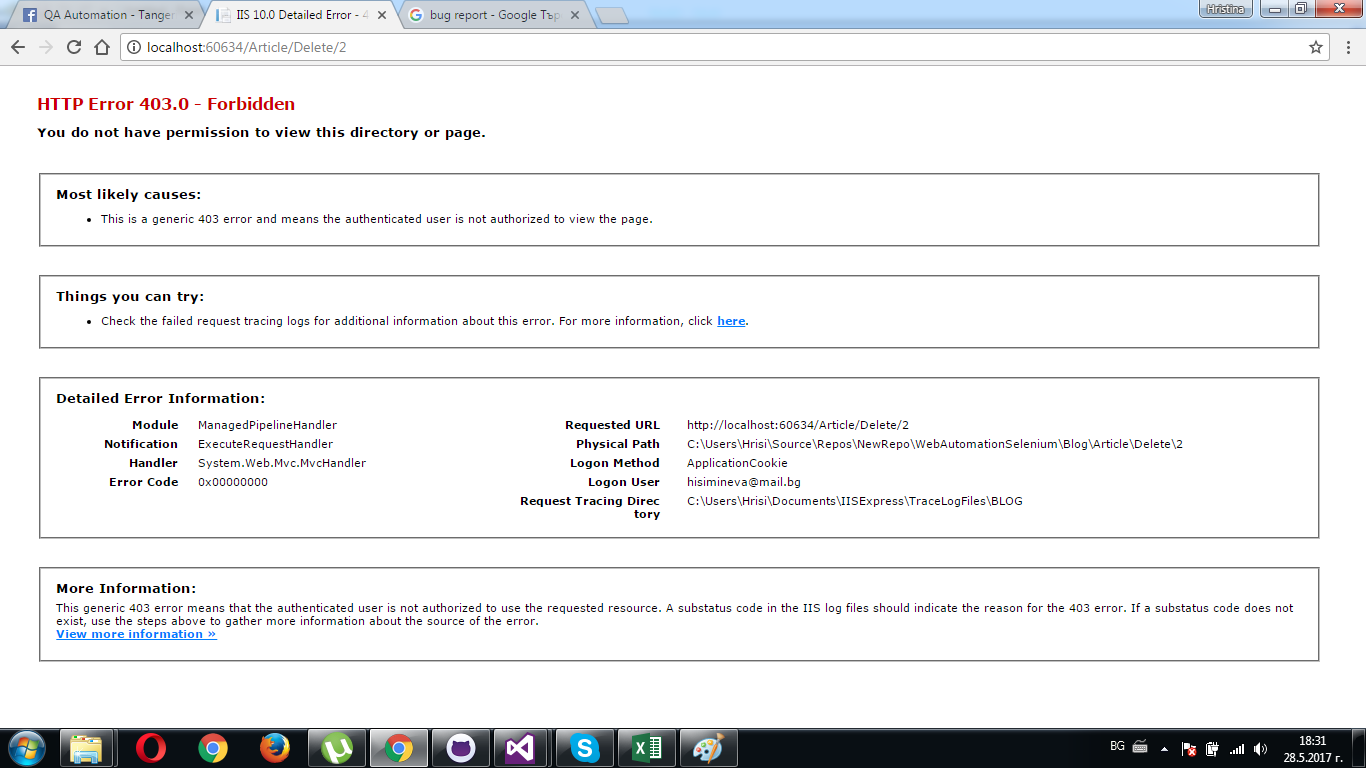 QA Automation - Tanger
IIS 10.0 Detailed Error - 4
bug report - Google Тър
Hristina
localhost:60634/Article/Delete/2
HTTP Error 403.0 - Forbidden
You do not have permission to view this directory or page.
Most likely causes:
This is a generic 403 error and means the authenticated user is not authorized to view the page.
Things you can try:
Check the failed request tracing logs for additional information about this error. For more information, click here.
Detailed Error Information:
Module ManagedPipelineHandler
Notification ExecuteRequestHandler
Handler System.Web.Mvc.MvcHandler
Error Code 0x00000000
Requested URL http://localhost:60634/Article/Delete/2
Physical Path C:\Users\Hrisi\Source\Repos\NewRepo\WebAutomationSelenium\Blog\Article\Delete\2
Logon Method ApplicationCookie
Logon User hisimineva@mail.bg
Request Tracing Direc C:\Users\Hrisi\Documents\IISExpress\TraceLogFiles\BLOG
tory
More Information:
This generic 403 error means that the authenticated user is not authorized to use the requested resource. A substatus code in the IIS log files should indicate the reason for the 403 error. If a substatus code does not
exist, use the steps above to gather more information about the source of the error.
View more information »
BG
18:31
28.5.2017 г.